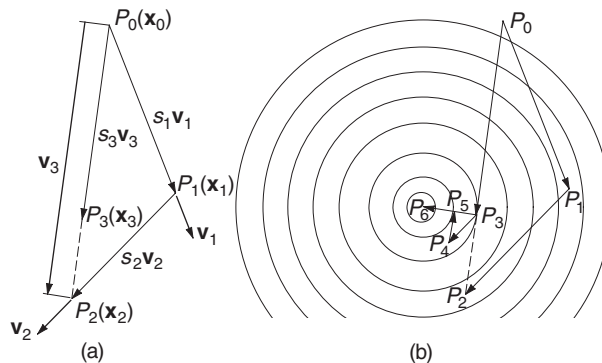 P0(x0)
s1v1
s3v3
v3
P1(x1)
P3(x3)
v1
s2v2
P2(x2)
v2
(a)
P0
P1
P5
P6
P3
P4
P2
(b)